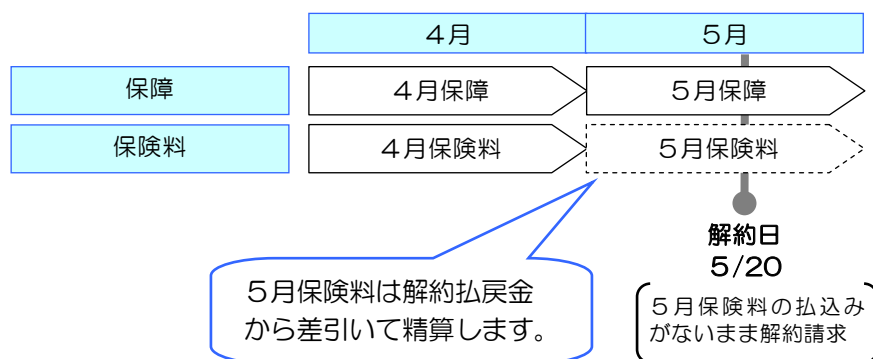 4月 5月
保障 4月保障 5月保障
保険料 4月保険料 5月保険料
解約日
5/20
5月保険料は解約払戻金
から差引いて精算します。
5月保険料の払込み
がないまま解約請求